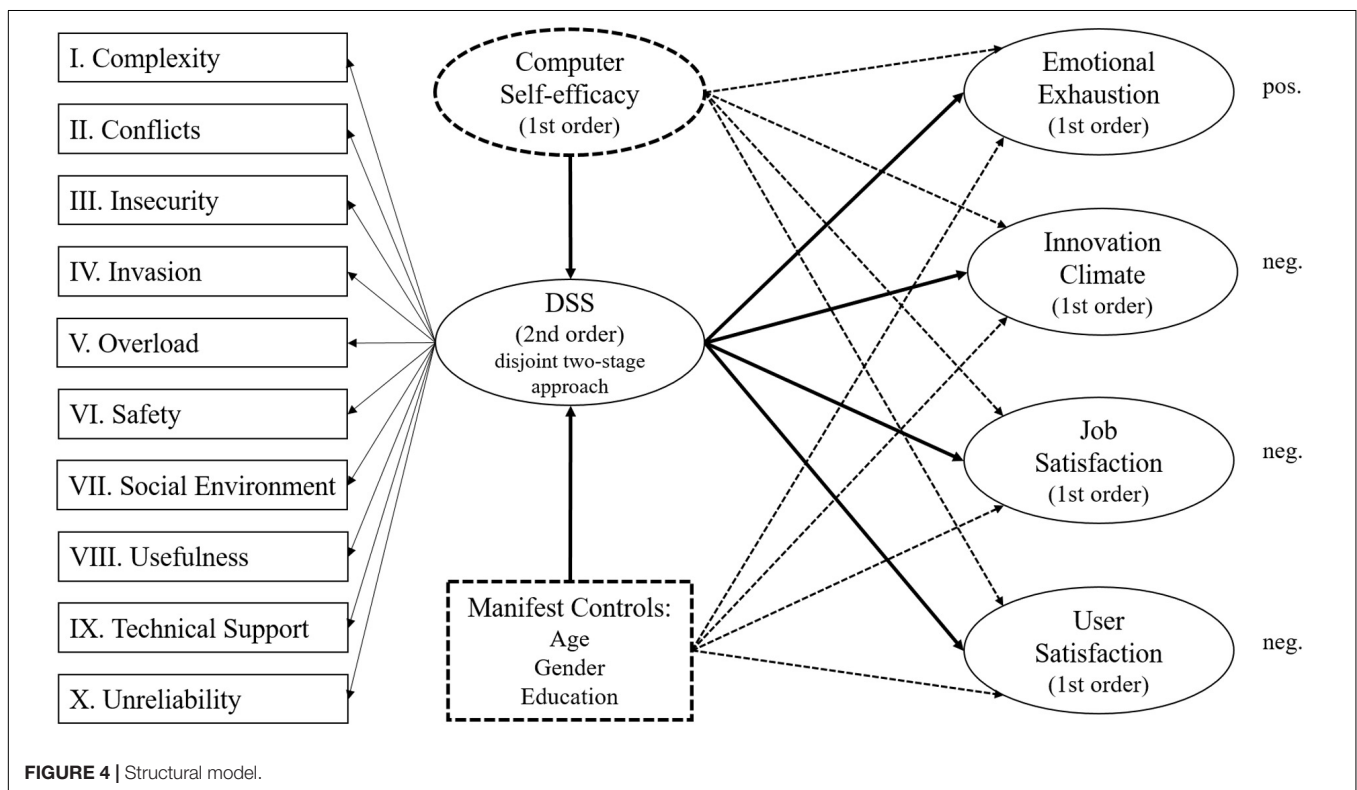 I. Complexity
II. Conflicts
III. Insecurity
IV. Invasion
V. Overload
VI. Safety
VII. Social Environment
VIII. Usefulness
IX. Technical Support
X. Unreliability
Computer
Self-efficacy
(1st order)
DSS
(2nd order)
disjoint two-stage
approach
Manifest Controls:
Age
Gender
Education
Emotional
Exhaustion
(1st order)
pos.
Innovation
Climate
(1st order)
neg.
Job
Satisfaction
(1st order)
neg.
User
Satisfaction
(1st order)
neg.
FIGURE 4 | Structural model.